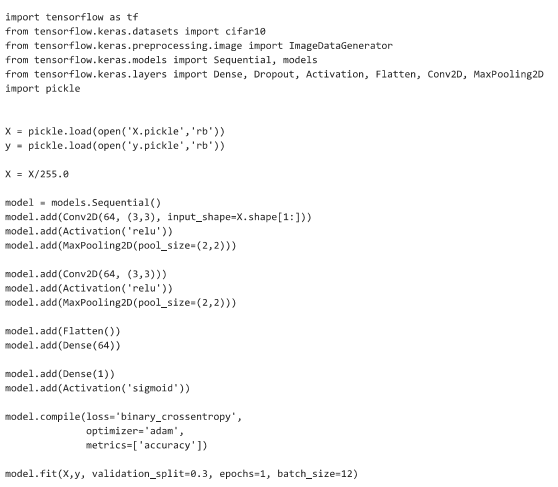 import tensorflow as tf
from tensorflow.keras.datasets import cifar10
from tensorflow.keras.preprocessing.image import ImageDataGenerator
from tensorflow.keras.models import Sequential, models
from tensorflow.keras.layers import Dense, Dropout, Activation, Flatten, Conv2D, MaxPooling2D
import pickle
X = pickle.load(open('X.pickle','rb'))
y = pickle.load(open('y.pickle','rb'))
X = X/255.0
model = models.Sequential()
model.add(Conv2D(64, (3,3), input_shape=X.shape[1:]))
model.add(Activation('relu'))
model.add(MaxPooling2D(pool_size=(2,2)))
model.add(Conv2D(64, (3,3)))
model.add(Activation('relu'))
model.add(MaxPooling2D(pool_size=(2,2)))
model.add(Flatten())
model.add(Dense(64))
model.add(Dense(1))
model.add(Activation('sigmoid'))
model.compile(loss='binary_crossentropy',
optimizer='adam',
metrics=['accuracy'])
model.fit(X,y, validation_split=0.3, epochs=1, batch_size=12)